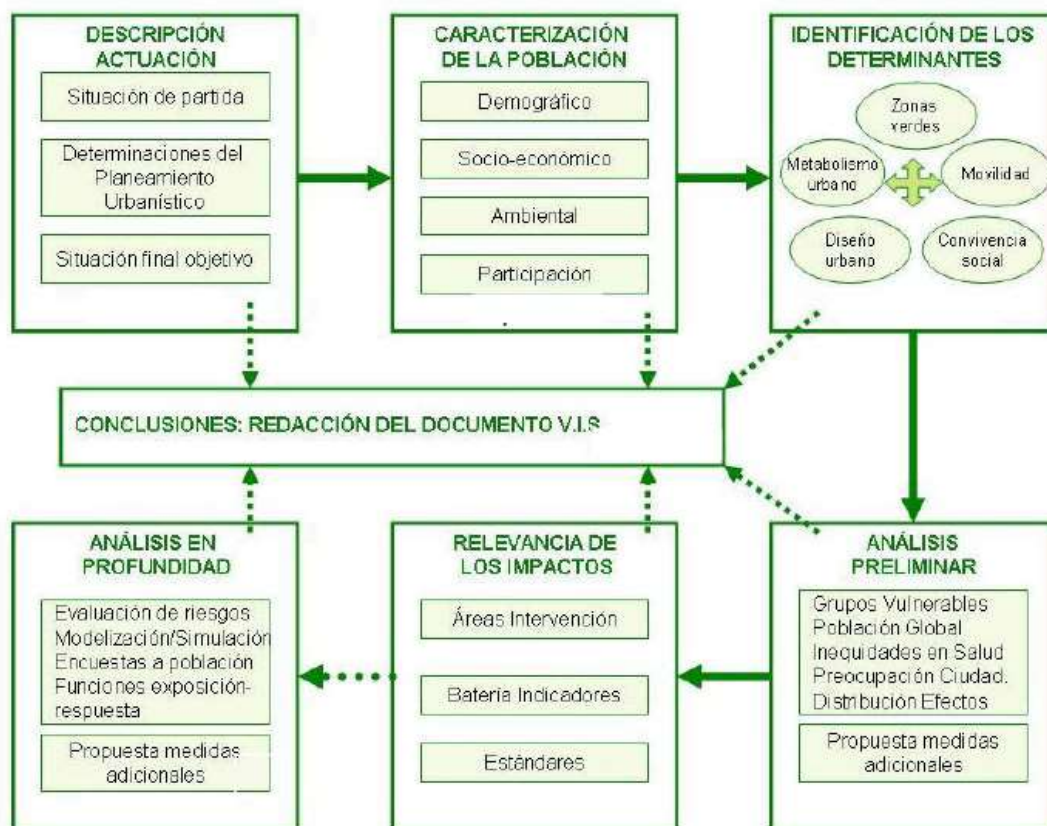 DESCRIPCIÓN
ACTUACIÓN
Situación de partida
Determinaciones del
Planeamiento
Urbanístico
Situación final objetivo
CARACTERIZACIÓN
DE LA POBLACIÓN
Demográfico
Socio-económico
Ambiental
Participación
.
IDENTIFICACIÓN DE LOS
DETERMINANTES
Zonas
verdes
Metabolismo
urbano
Movilidad
Diseño
urbano
Convivencia
social
CONCLUSIONES: REDACCIÓN DEL DOCUMENTO V.I.S
ANÁLISIS EN
PROFUNDIDAD
Evaluación de riesgos
Modelización/Simulación
Encuestas a población
Funciones exposición-
respuesta
Propuesta medidas
adicionales
RELEVANCIA DE
LOS IMPACTOS
Áreas Intervención
Batería Indicadores
Estándares
ANÁLISIS
PRELIMINAR
Grupos Vulnerables
Población Global
Inequidades en Salud
Preocupación Ciudad.
Distribución Efectos
Propuesta medidas
adicionales